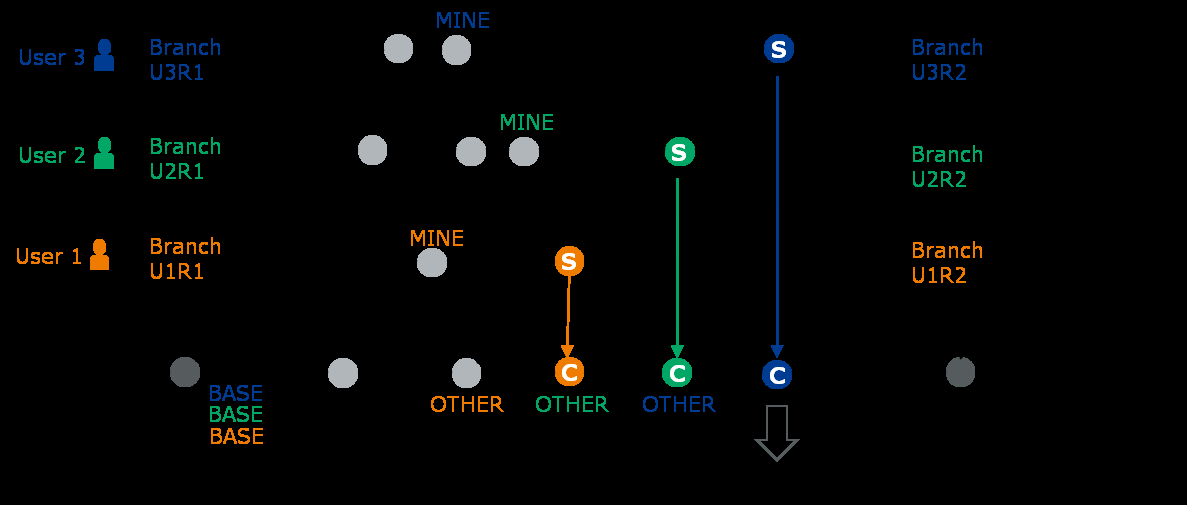 MINE
User 3
Branch
U3R1
S
Branch
U3R2
MINE
User 2
Branch
U2R1
S
Branch
U2R2
MINE
User 1
Branch
U1R1
S
Branch
U1R2
C
C
C
BASE
BASE
BASE
OTHER
OTHER
OTHER